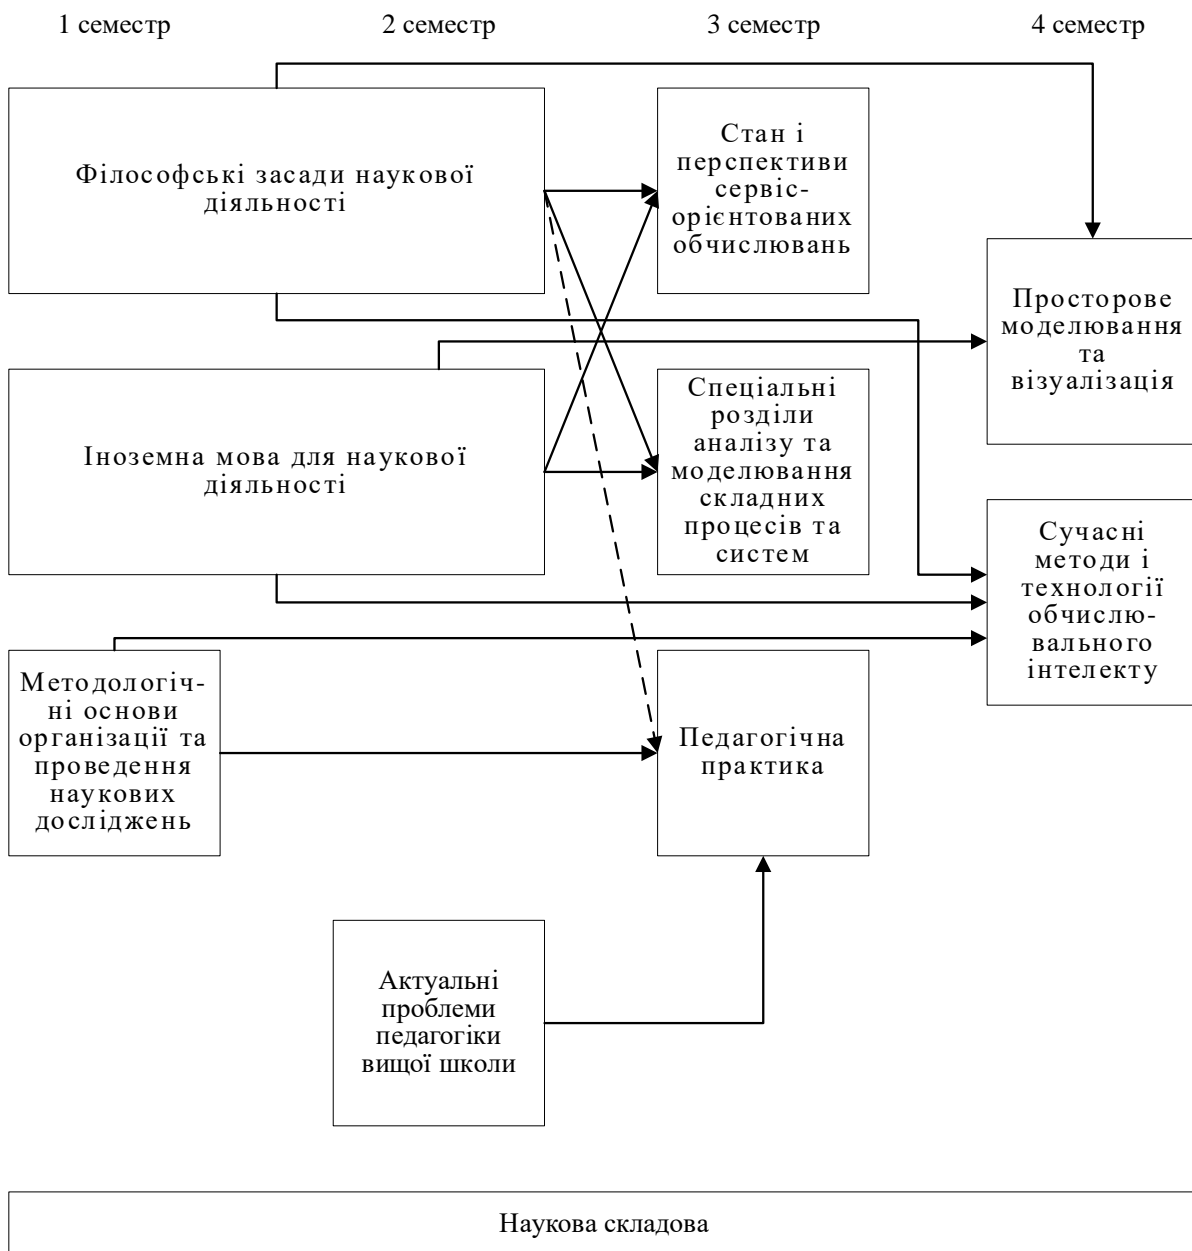 1 семестр
2 семестр
3 семестр
4 семестр
Філософські засади наукової
діяльності
Стан і
перспективи
сервіс-
орієнтованих
обчислювань
Просторове
моделювання
та
візуалізація
Іноземна мова для наукової
діяльності
Спеціальні
розділи
аналізу та
моделювання
складних
процесів та
систем
Сучасні
методи і
технології
обчислю-
вального
інтелекту
Методологіч-
ні основи
організації та
проведення
наукових
досліджень
Педагогічна
практика
Актуальні
проблеми
педагогіки
вищої школи
Наукова складова